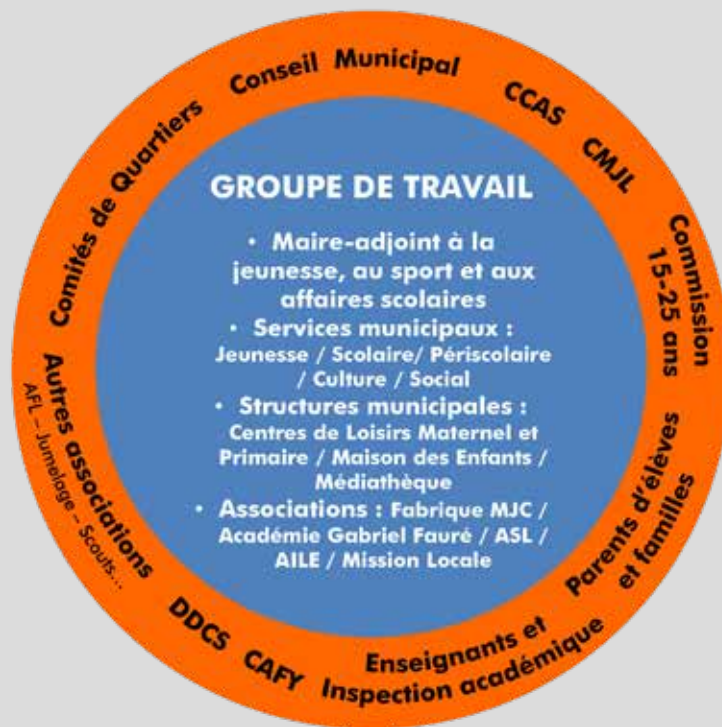 Conseil Municipal
CCAS
CMJL
Commission
15-25 ans
Parents d'élèves
et familles
Enseignants et
Inspection académique
CAFY
DDCS
Autres associations
AFL – Jumelage – Scouts...
Comités de Quartiers
GROUPE DE TRAVAIL
• Maire-adjoint à la
jeunesse, au sport et aux
affaires scolaires
• Services municipaux :
Jeunesse / Scolaire/ Périscolaire
/ Culture / Social
• Structures municipales :
Centres de Loisirs Maternel et
Primaire / Maison des Enfants /
Médiathèque
• Associations : Fabrique MJC /
Académie Gabriel Fauré / ASL /
AILE / Mission Locale